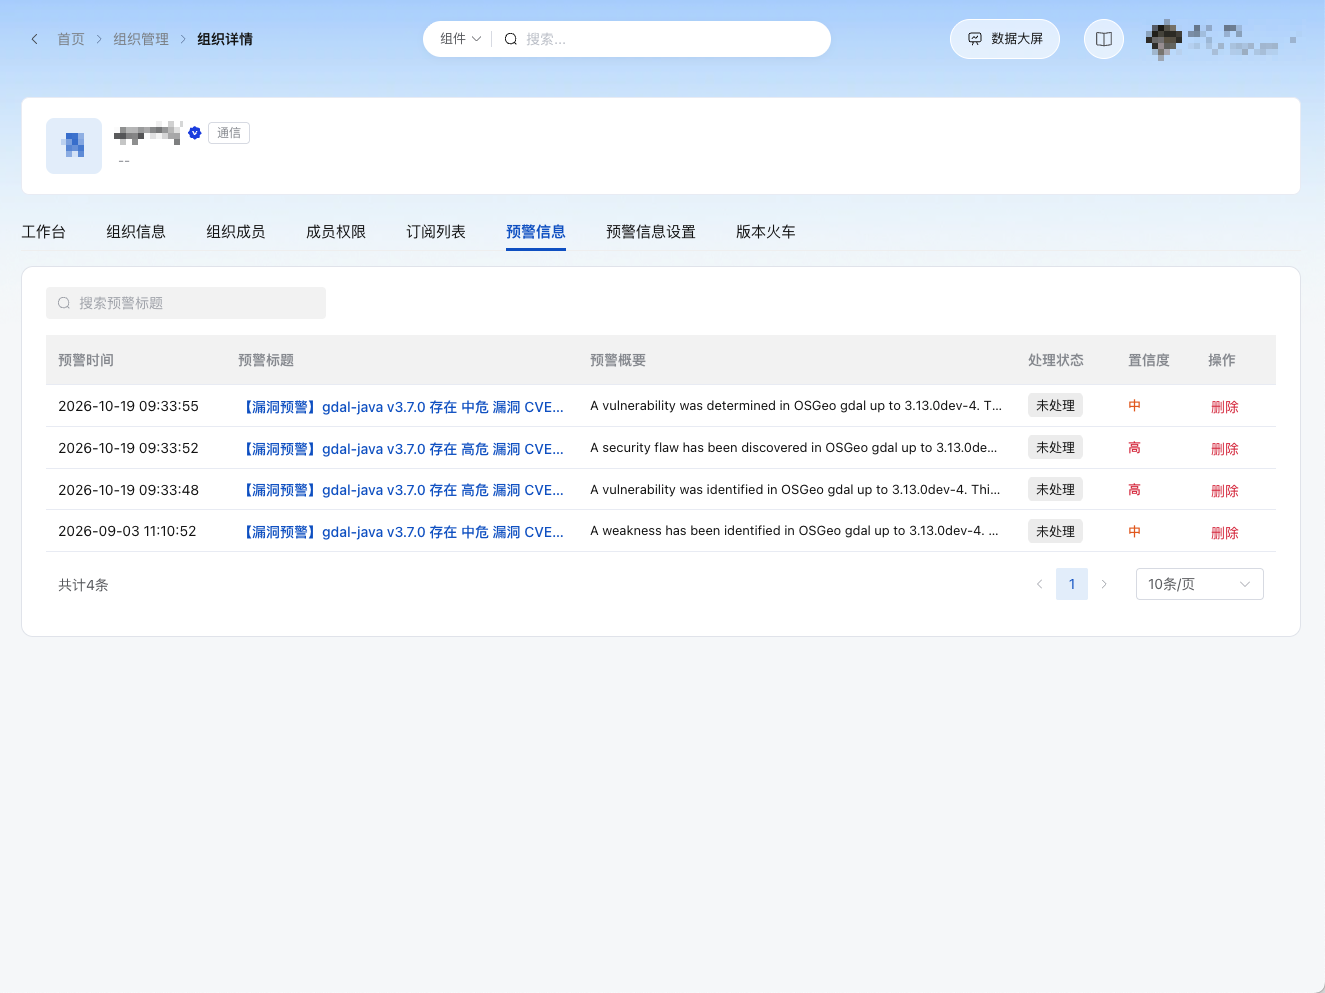 首页 组织管理 组织详情 组件 搜索... 数据大屏
通信
--
工作台 组织信息 组织成员 成员权限 订阅列表 预警信息 预警信息设置 版本火车
搜索预警标题
预警时间 预警标题 预警概要 处理状态 置信度 操作
2026-10-19 09:33:55 【漏洞预警】gdal-java v3.7.0 存在 中危 漏洞 CVE... A vulnerability was determined in OSGeo gdal up to 3.13.0dev-4. T... 未处理 中 删除
2026-10-19 09:33:52 【漏洞预警】gdal-java v3.7.0 存在 高危 漏洞 CVE... A security flaw has been discovered in OSGeo gdal up to 3.13.0de... 未处理 高 删除
2026-10-19 09:33:48 【漏洞预警】gdal-java v3.7.0 存在 高危 漏洞 CVE... A vulnerability was identified in OSGeo gdal up to 3.13.0dev-4. Thi... 未处理 高 删除
2026-09-03 11:10:52 【漏洞预警】gdal-java v3.7.0 存在 中危 漏洞 CVE... A weakness has been identified in OSGeo gdal up to 3.13.0dev-4. ... 未处理 中 删除
共计4条 1 10条/页